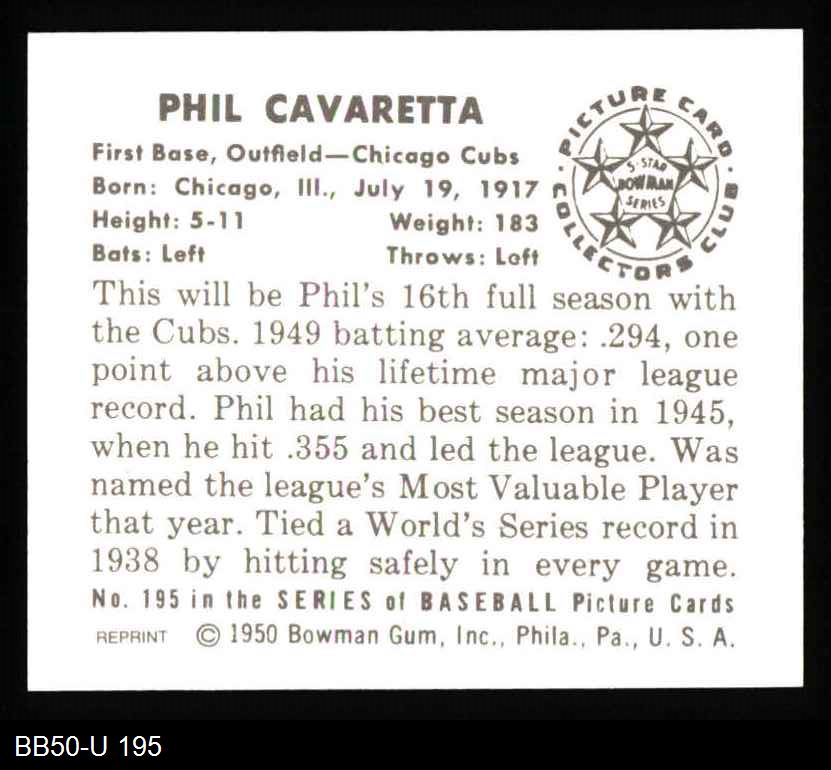 PHIL CAVARETTA
First Base, Outfield—Chicago Cubs
Born: Chicago, Ill., July 19, 1917
Height: 5-11 Weight: 183
Bats: Left Throws: Left
PICTURE CARD COLLECTORS CLUB
5-STAR
BOWMAN
SERIES
This will be Phil's 16th full season with
the Cubs. 1949 batting average: .294, one
point above his lifetime major league
record. Phil had his best season in 1945,
when he hit .355 and led the league. Was
named the league's Most Valuable Player
that year. Tied a World's Series record in
1938 by hitting safely in every game.
No. 195 in the SERIES of BASEBALL Picture Cards
REPRINT © 1950 Bowman Gum, Inc., Phila., Pa., U. S. A.
BB50-U 195